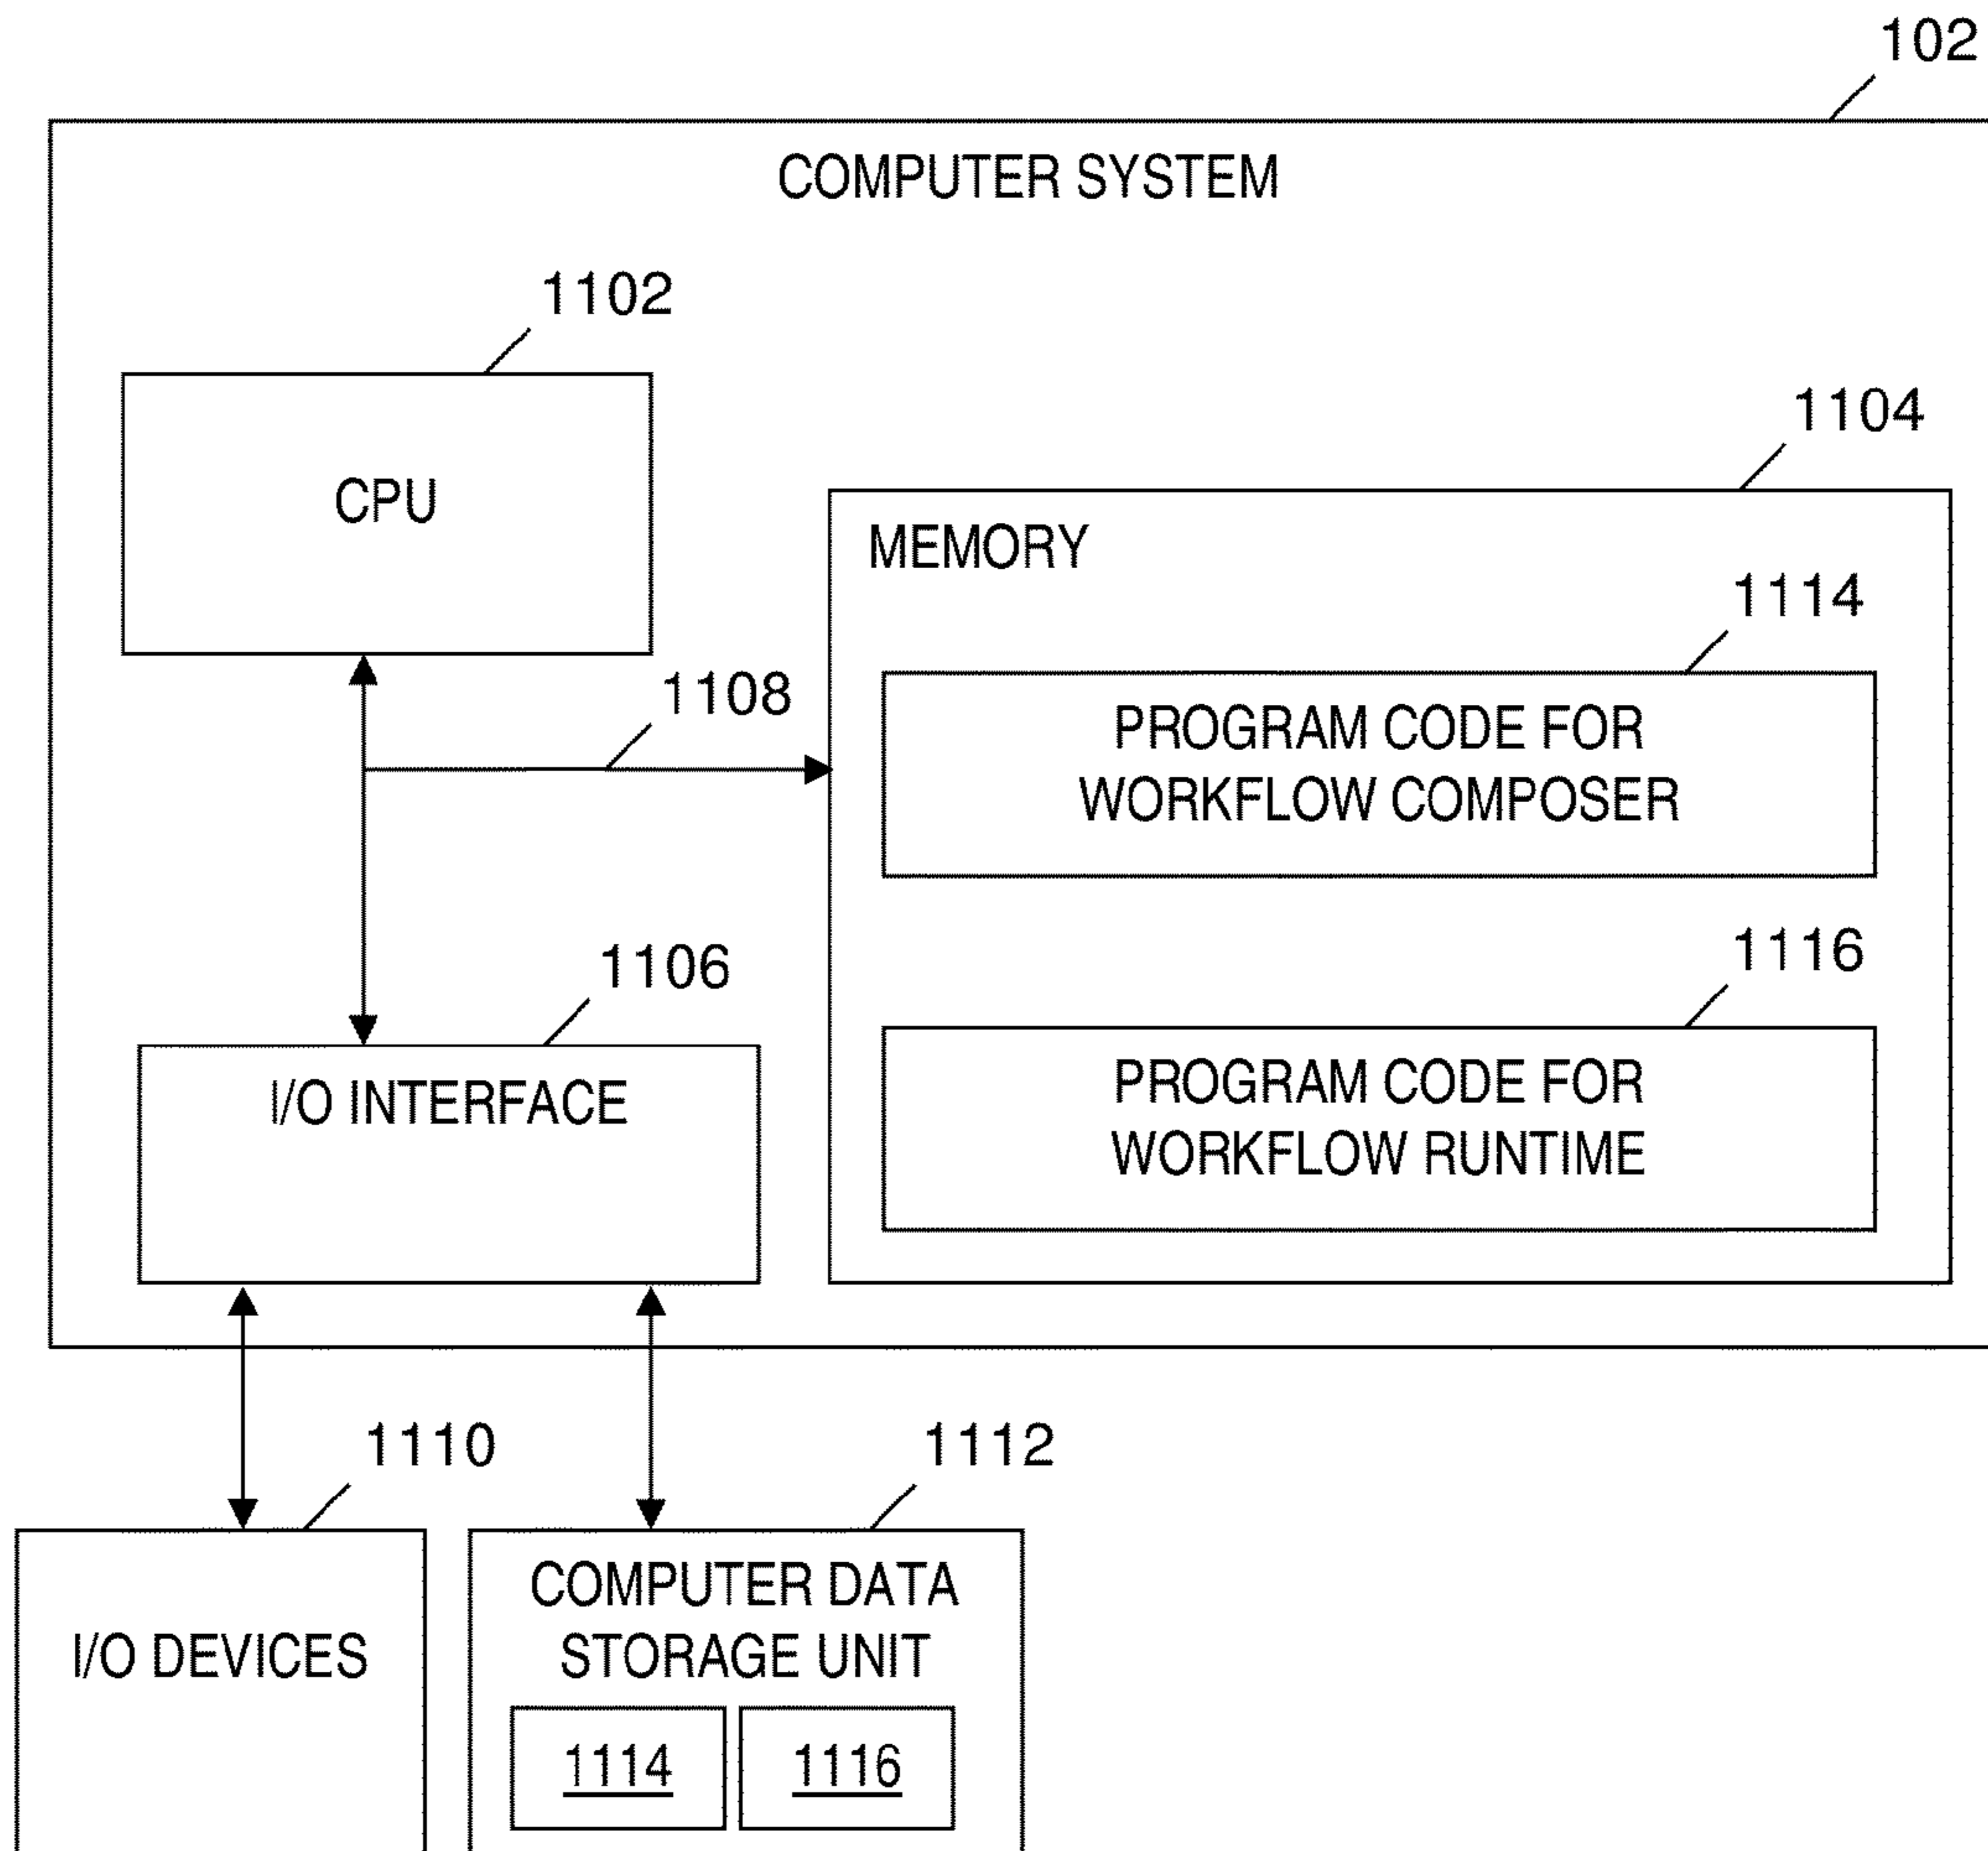 102
COMPUTER SYSTEM
1102
CPU
1104
MEMORY
1114
PROGRAM CODE FOR
WORKFLOW COMPOSER
1108
1106
I/O INTERFACE
1116
PROGRAM CODE FOR
WORKFLOW RUNTIME
1110
I/O DEVICES
1112
COMPUTER DATA
STORAGE UNIT
1114
1116